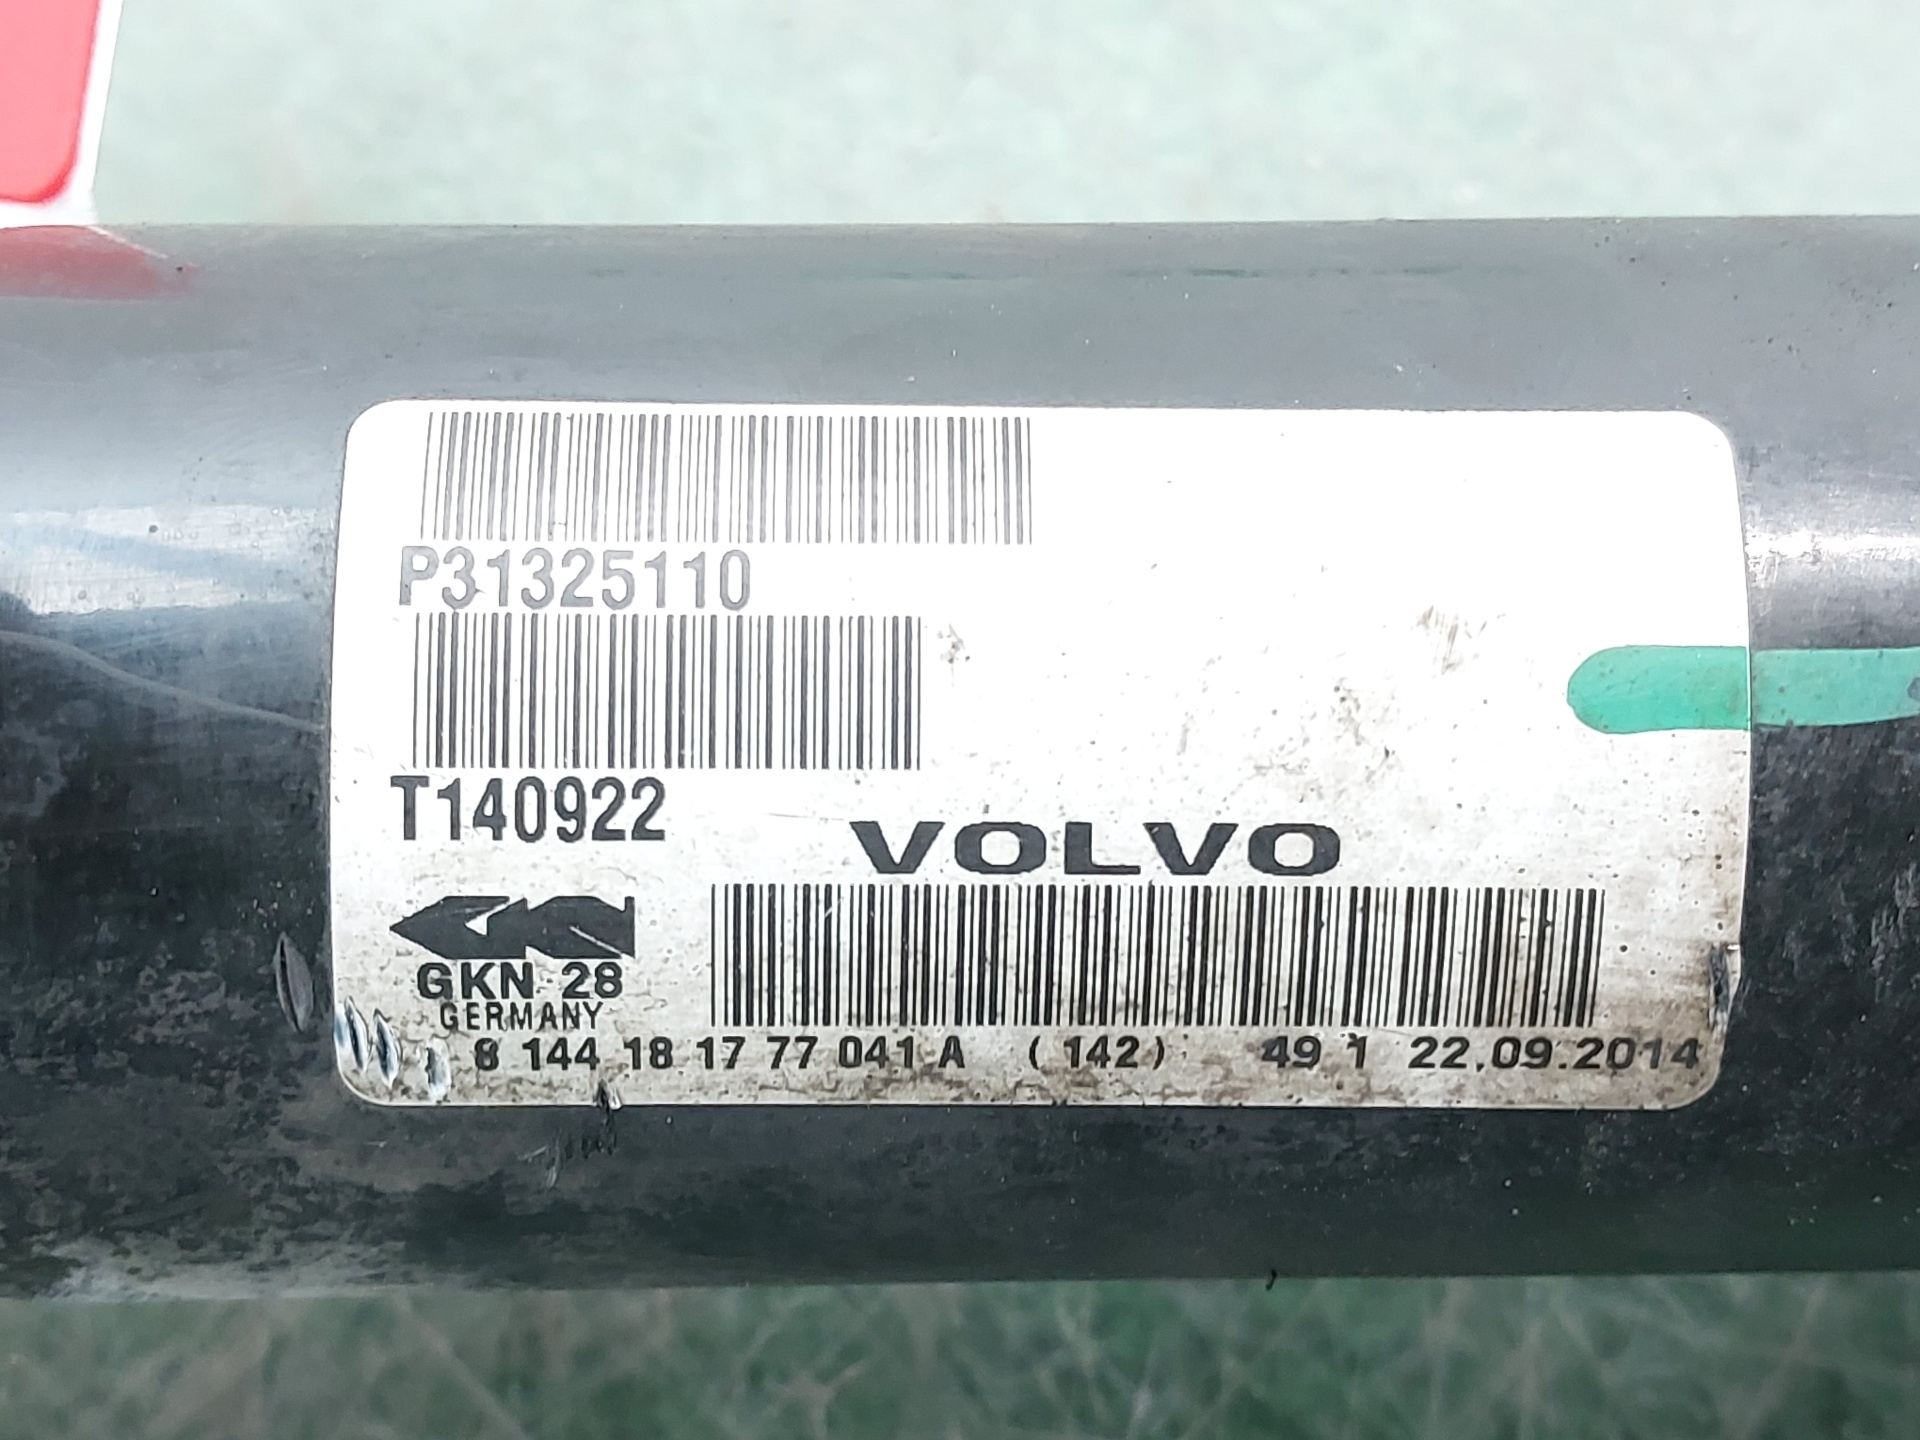 P31325110
T140922
VOLVO
GKN 28
GERMANY
8 144 18 17 77 041 A (142) 49 1 22.09.2014